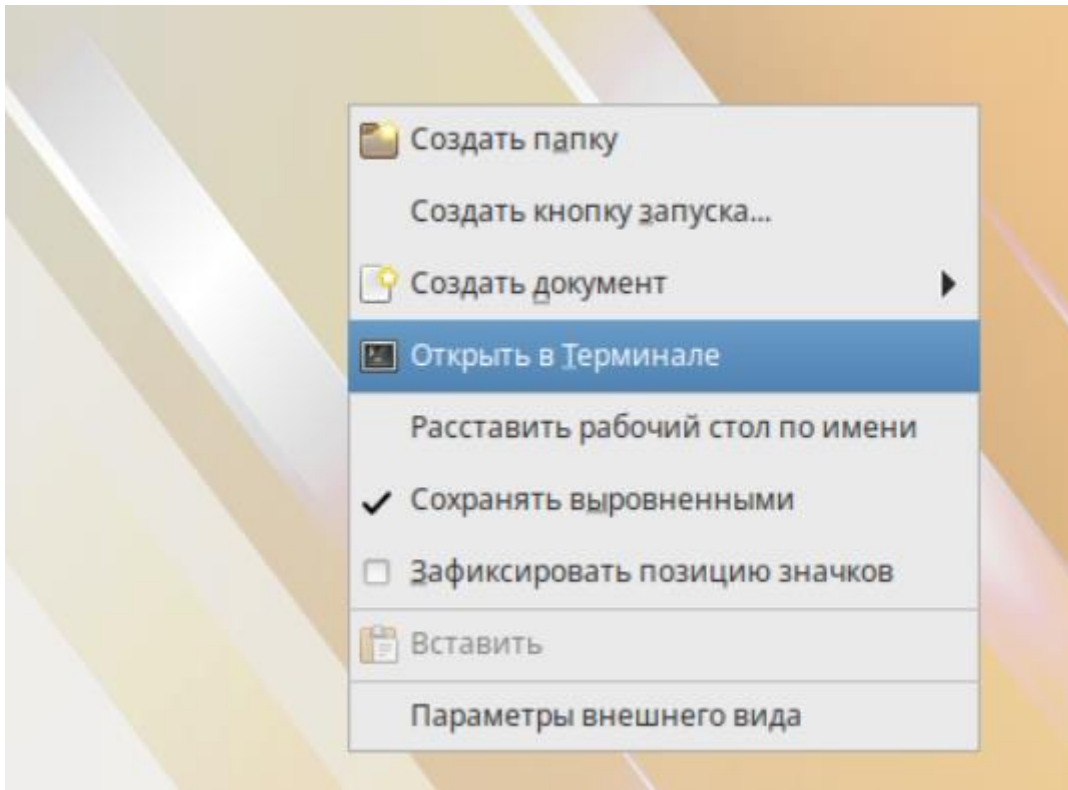 Создать папку
Создать кнопку запуска...
Создать документ
Открыть в Терминале
Расставить рабочий стол по имени
Сохранять выровненными
Зафиксировать позицию значков
Вставить
Параметры внешнего вида